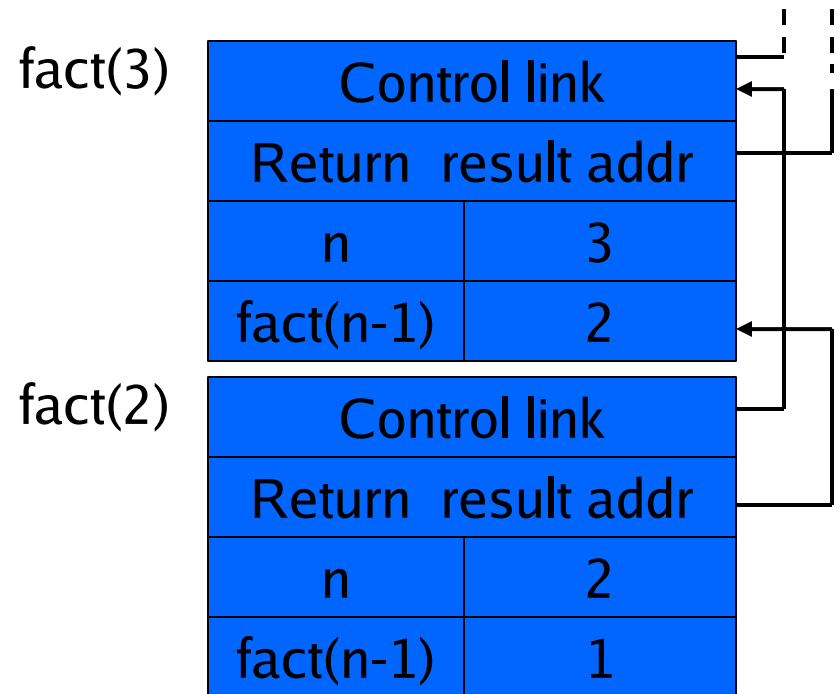 fact(3)
Control link
Return result addr
n 3
fact(n-1) 2
fact(2)
Control link
Return result addr
n 2
fact(n-1) 1